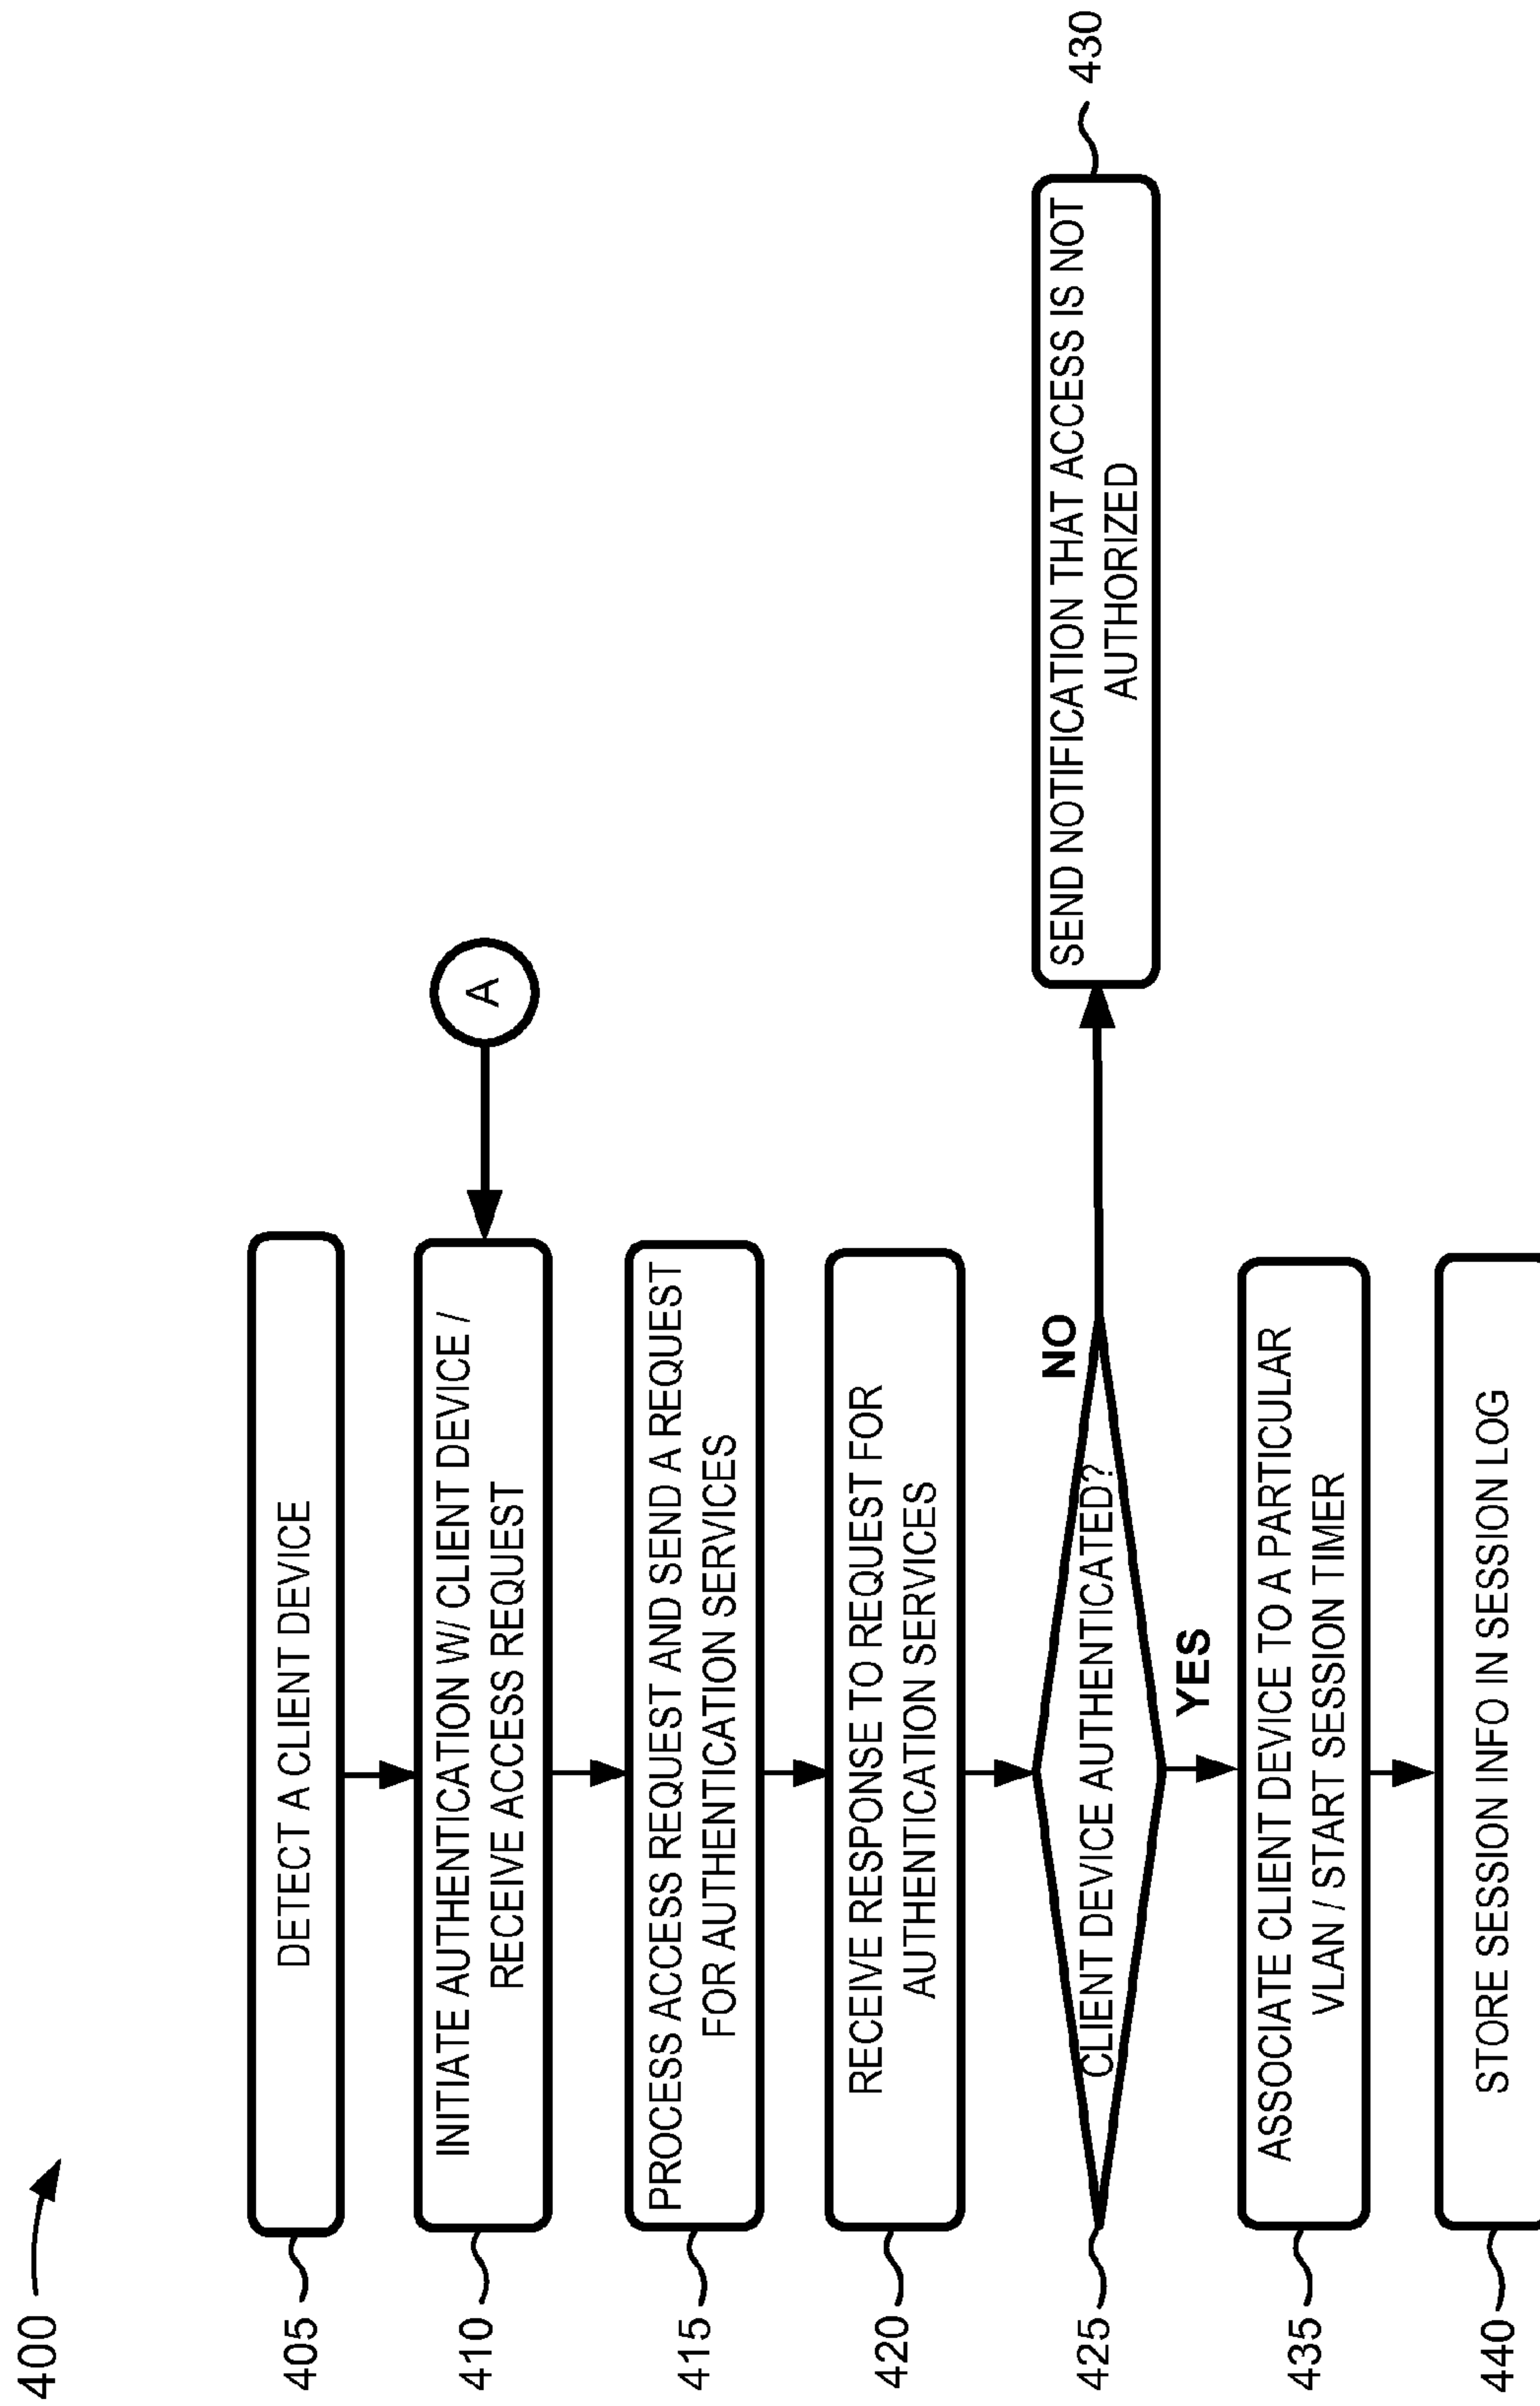 400
405
DETECT A CLIENT DEVICE
410
INITIATE AUTHENTICATION W/ CLIENT DEVICE /
RECEIVE ACCESS REQUEST
A
415
PROCESS ACCESS REQUEST AND SEND A REQUEST
FOR AUTHENTICATION SERVICES
420
RECEIVE RESPONSE TO REQUEST FOR
AUTHENTICATION SERVICES
425
CLIENT DEVICE AUTHENTICATED?
NO
SEND NOTIFICATION THAT ACCESS IS NOT
AUTHORIZED
430
YES
435
ASSOCIATE CLIENT DEVICE TO A PARTICULAR
VLAN / START SESSION TIMER
440
STORE SESSION INFO IN SESSION LOG